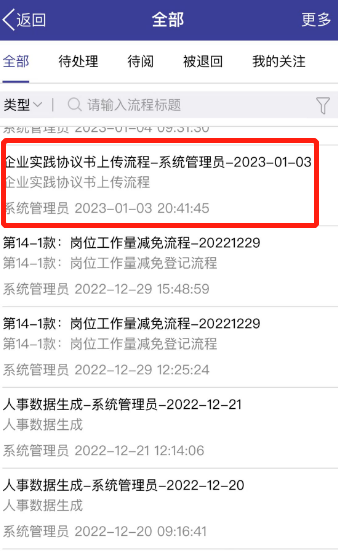 返回
全部
更多
全部
待处理
待阅
被退回
我的关注
类型
请输入流程标题
系统管理员 2023-01-04 09:31:30
企业实践协议书上传流程-系统管理员-2023-01-03
企业实践协议书上传流程
系统管理员 2023-01-03 20:41:45
第14-1款：岗位工作量减免流程-20221229
第14-1款：岗位工作量减免登记流程
系统管理员 2022-12-29 15:48:59
第14-1款：岗位工作量减免流程-20221229
第14-1款：岗位工作量减免登记流程
系统管理员 2022-12-29 12:25:24
人事数据生成-系统管理员-2022-12-21
人事数据生成
系统管理员 2022-12-21 12:14:06
人事数据生成-系统管理员-2022-12-20
人事数据生成
系统管理员 2022-12-20 09:16:41